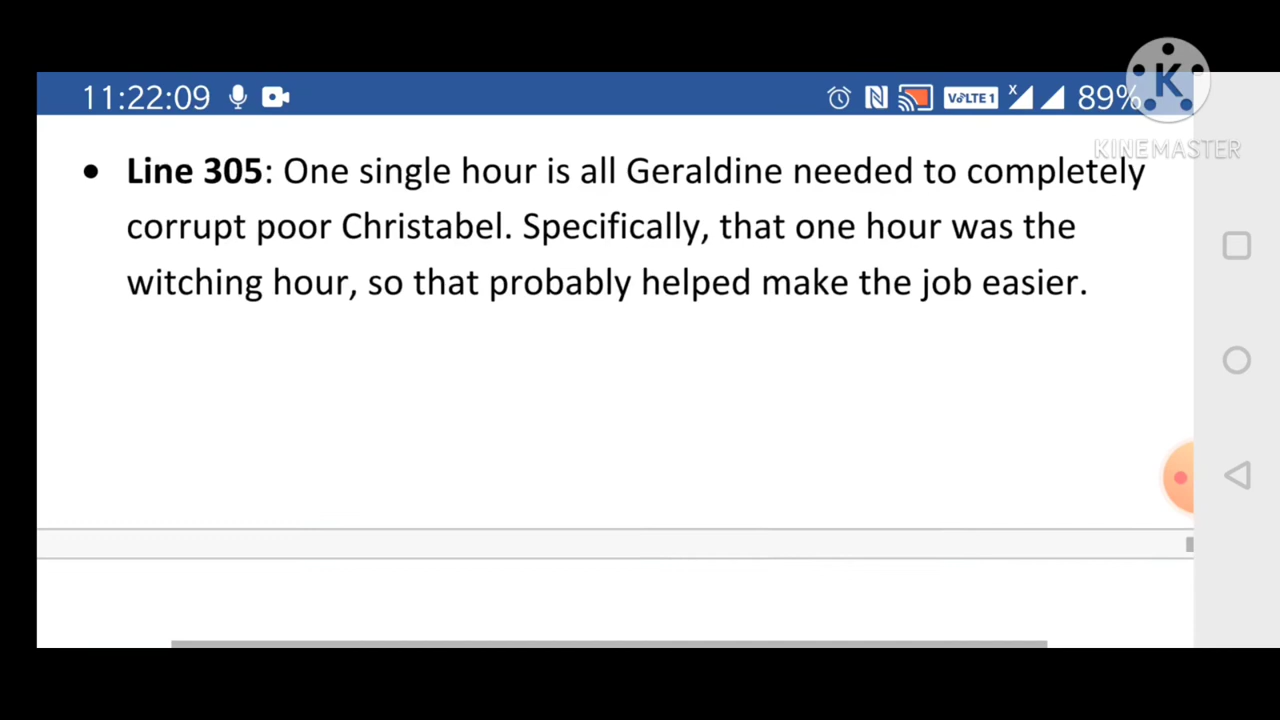 11:22:09 VoLTE 1 X 89%
K
KINEMASTER
• Line 305: One single hour is all Geraldine needed to completely
corrupt poor Christabel. Specifically, that one hour was the
witching hour, so that probably helped make the job easier.